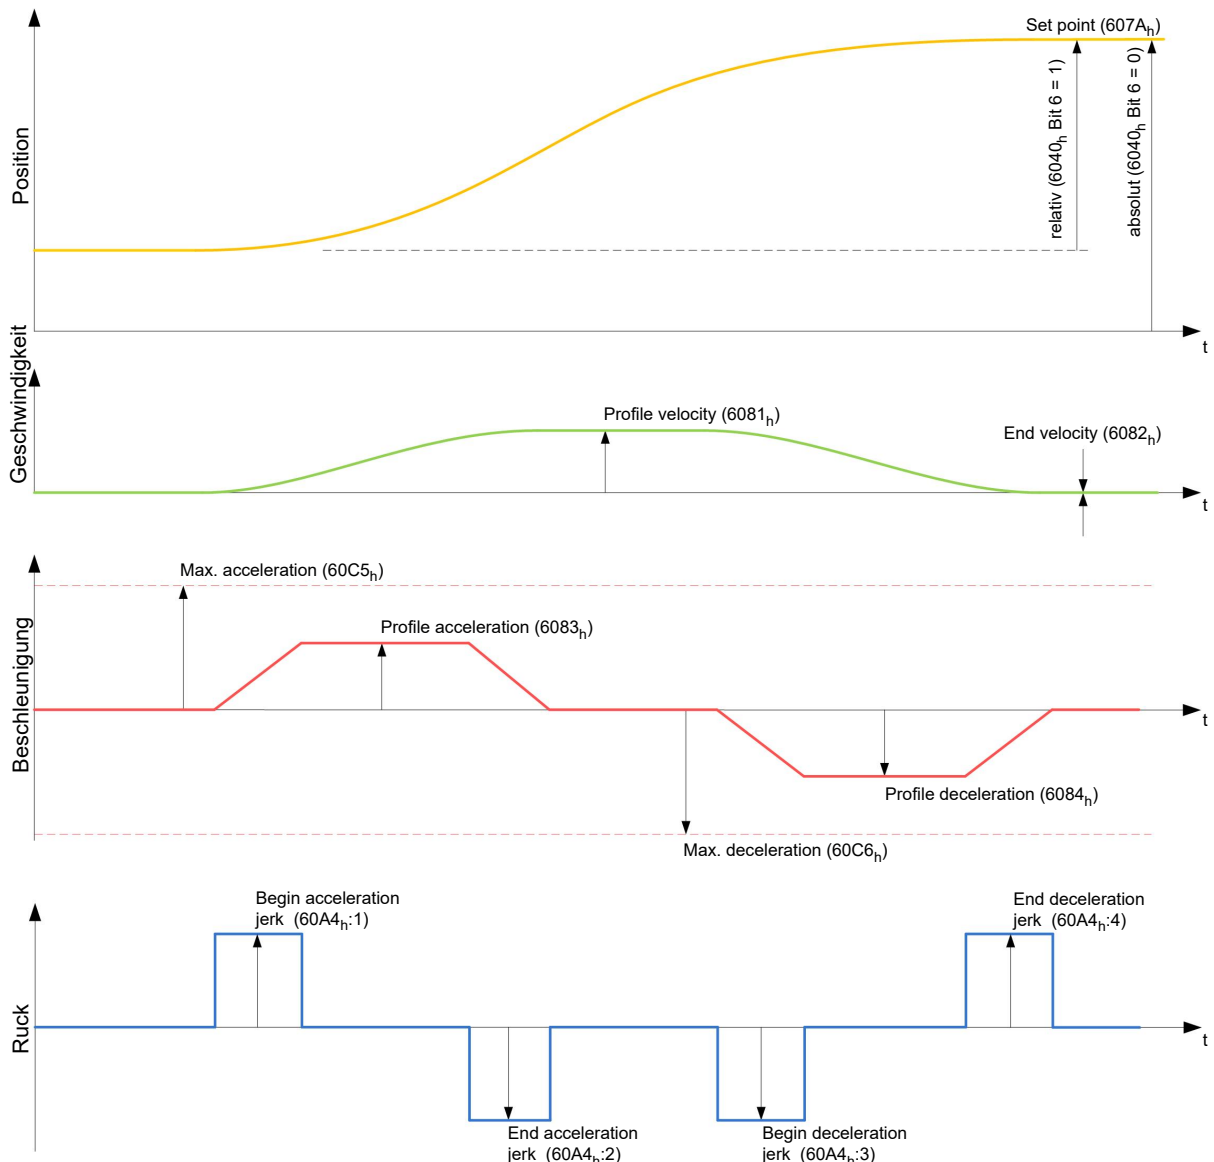 Set point (607Ah)
relativ (6040h Bit 6 = 1)
absolut (6040h Bit 6 = 0)
Position
t
Geschwindigkeit
Profile velocity (6081h)
End velocity (6082h)
t
Beschleunigung
Max. acceleration (60C5h)
Profile acceleration (6083h)
t
Profile deceleration (6084h)
Max. deceleration (60C6h)
Ruck
Begin acceleration
jerk (60A4h:1)
End deceleration
jerk (60A4h:4)
t
End acceleration
jerk (60A4h:2)
Begin deceleration
jerk (60A4h:3)